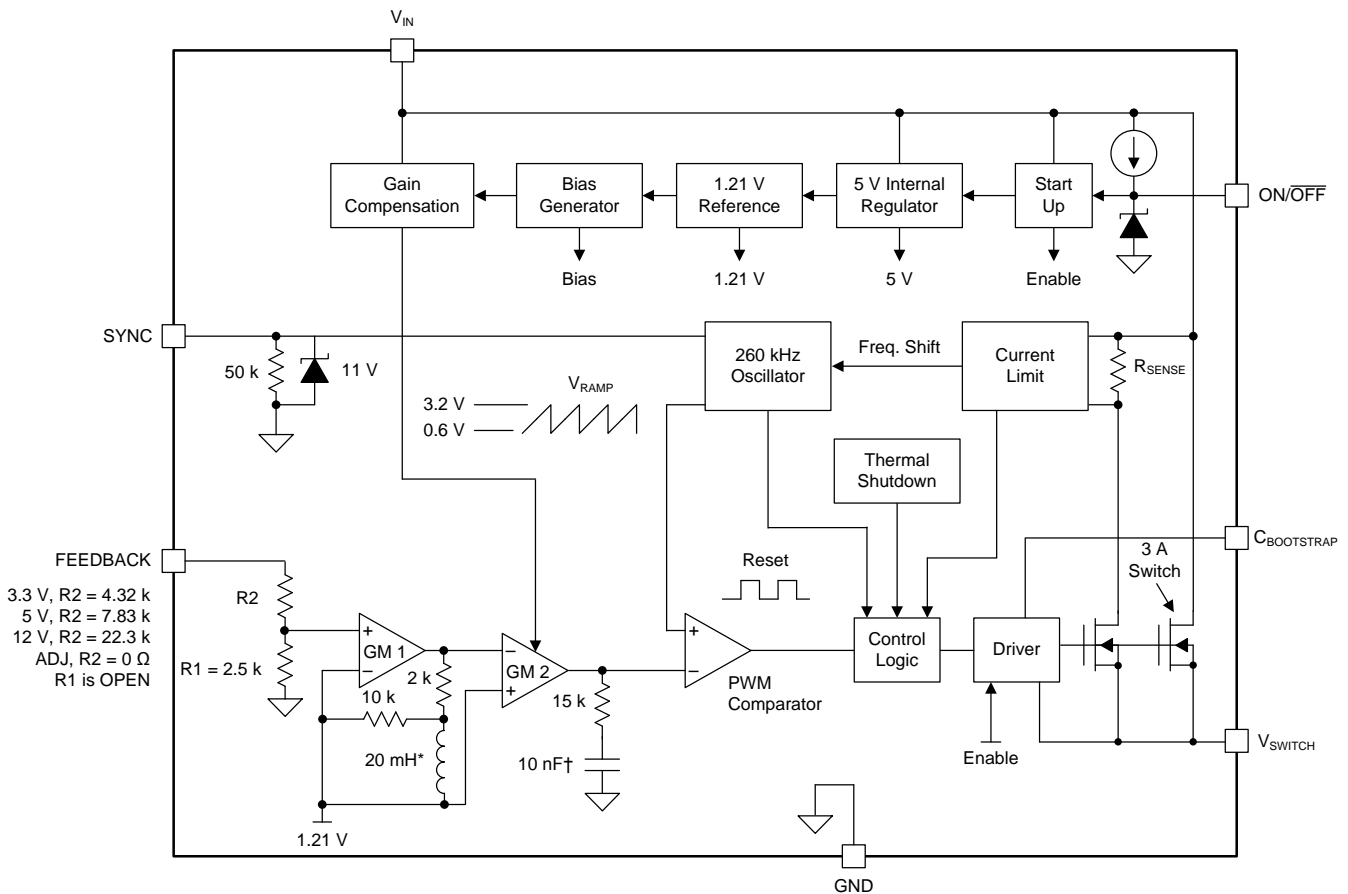 VIN
Gain
Compensation
Bias
Generator
1.21 V
Reference
5 V Internal
Regulator
Start
Up
ON/OFF
Bias
1.21 V
5 V
Enable
SYNC
50 k
11 V
260 kHz
Oscillator
Freq. Shift
Current
Limit
RSENSE
VRAMP
3.2 V
0.6 V
Thermal
Shutdown
FEEDBACK
3.3 V, R2 = 4.32 k
5 V, R2 = 7.83 k
12 V, R2 = 22.3 k
ADJ, R2 = 0 Ω
R1 is OPEN
R2
R1 = 2.5 k
+
GM 1
−
2 k
10 k
20 mH*
1.21 V
−
GM 2
+
15 k
10 nF†
+
−
PWM
Comparator
Reset
Control
Logic
Driver
Enable
3 A
Switch
CBOOTSTRAP
VSWITCH
GND